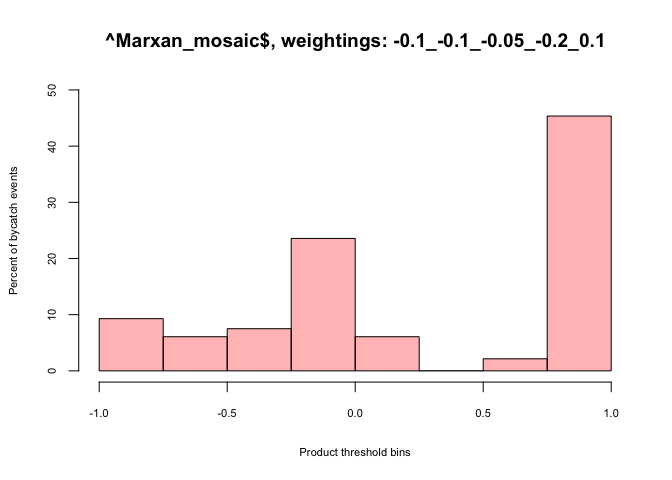 ^Marxan_mosaic$, weightings: -0.1_-0.1_-0.05_-0.2_0.1
50
40
30
20
10
0
Percent of bycatch events
-1.0 -0.5 0.0 0.5 1.0
Product threshold bins